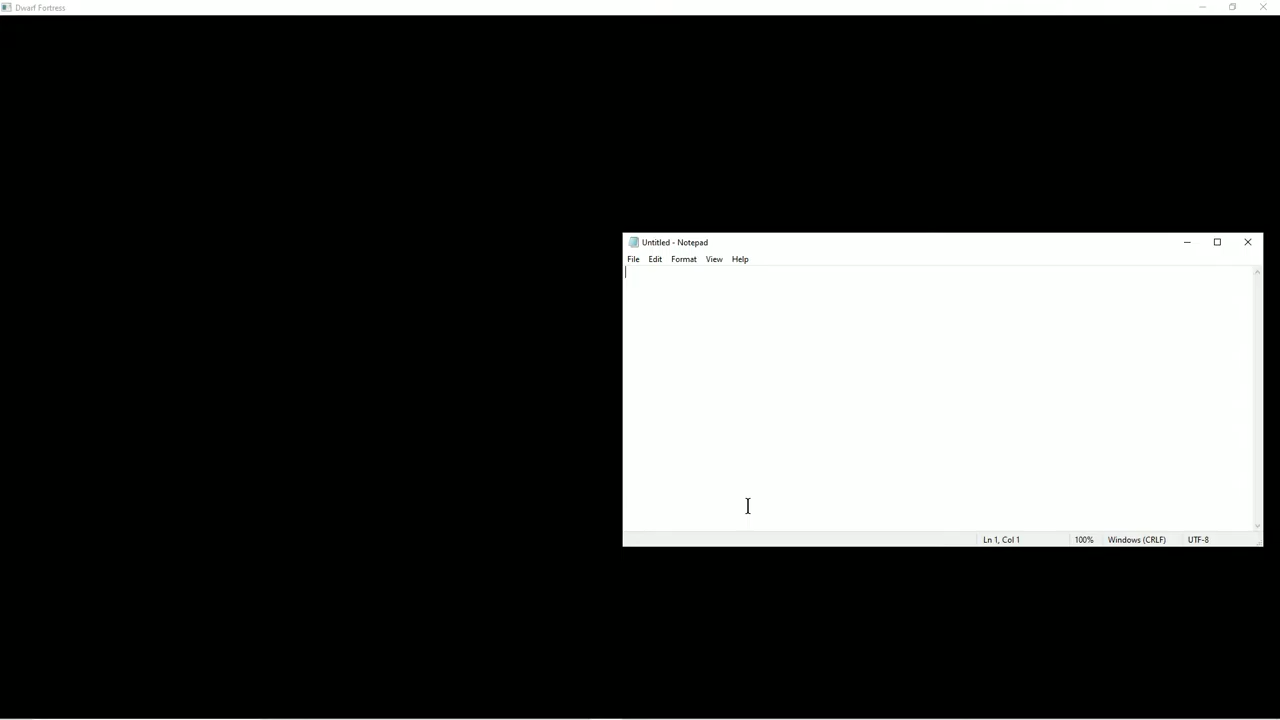 Dwarf Fortress
Untitled - Notepad
File Edit Format View Help
Ln 1, Col 1 100% Windows (CRLF) UTF-8